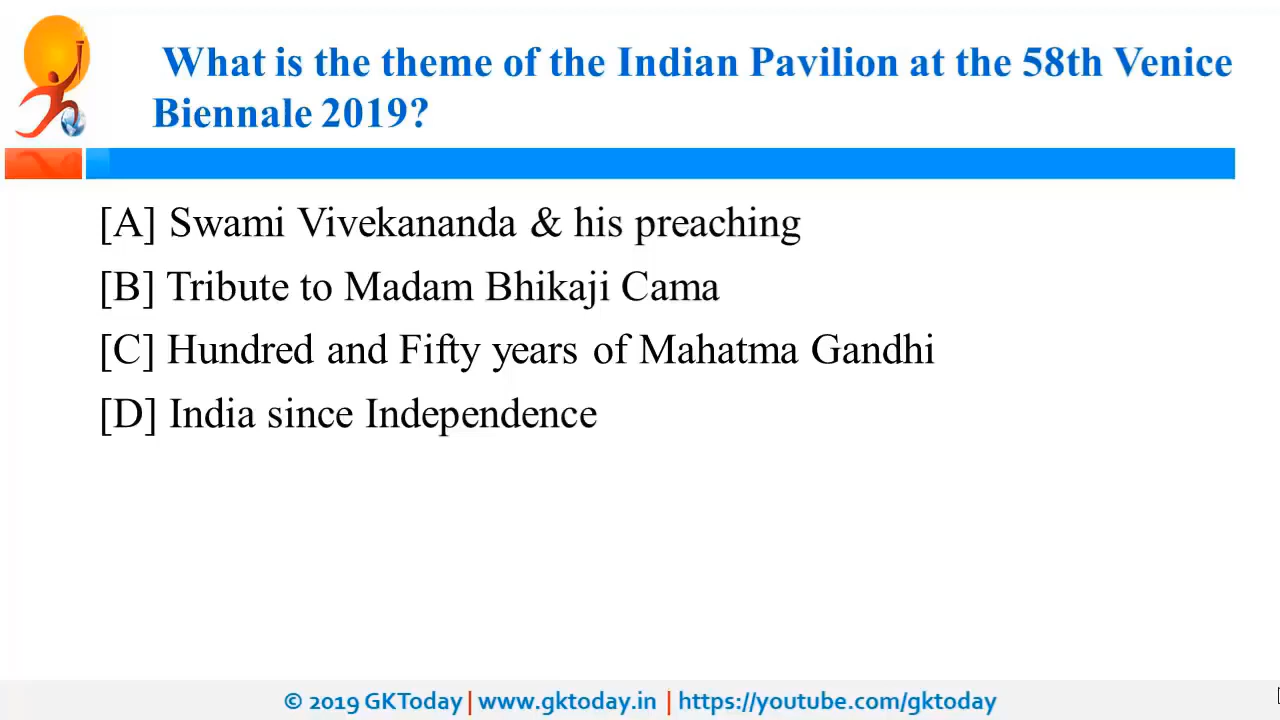 What is the theme of the Indian Pavilion at the 58th Venice
Biennale 2019?
[A] Swami Vivekananda & his preaching
[B] Tribute to Madam Bhikaji Cama
[C] Hundred and Fifty years of Mahatma Gandhi
[D] India since Independence
© 2019 GKToday | www.gktoday.in | https://youtube.com/gktoday